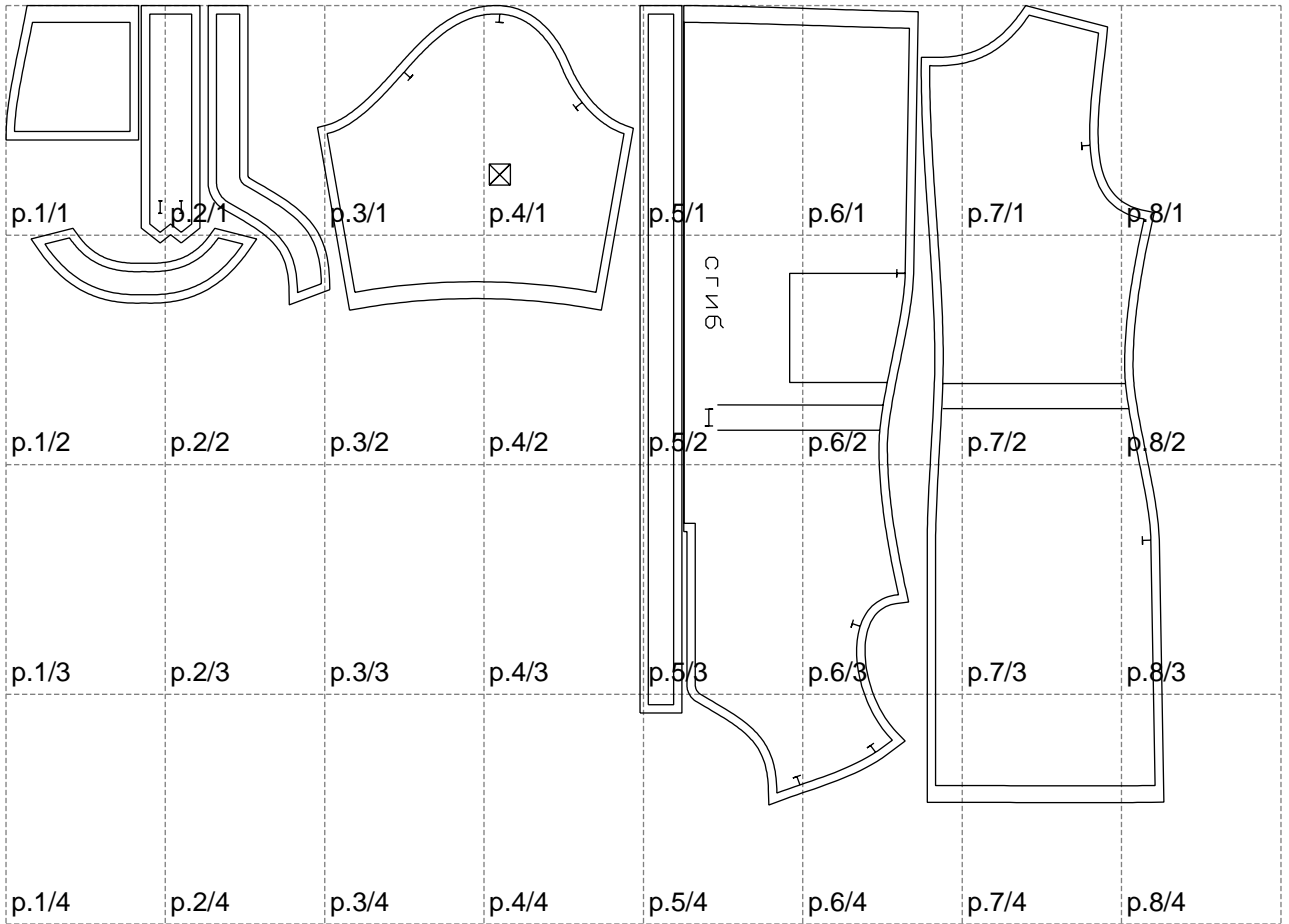 p.1/1 p.2/1 p.3/1 p.4/1 p.5/1 p.6/1 p.7/1 p.8/1
сгиб
p.1/2 p.2/2 p.3/2 p.4/2 p.5/2 p.6/2 p.7/2 p.8/2
p.1/3 p.2/3 p.3/3 p.4/3 p.5/3 p.6/3 p.7/3 p.8/3
p.1/4 p.2/4 p.3/4 p.4/4 p.5/4 p.6/4 p.7/4 p.8/4